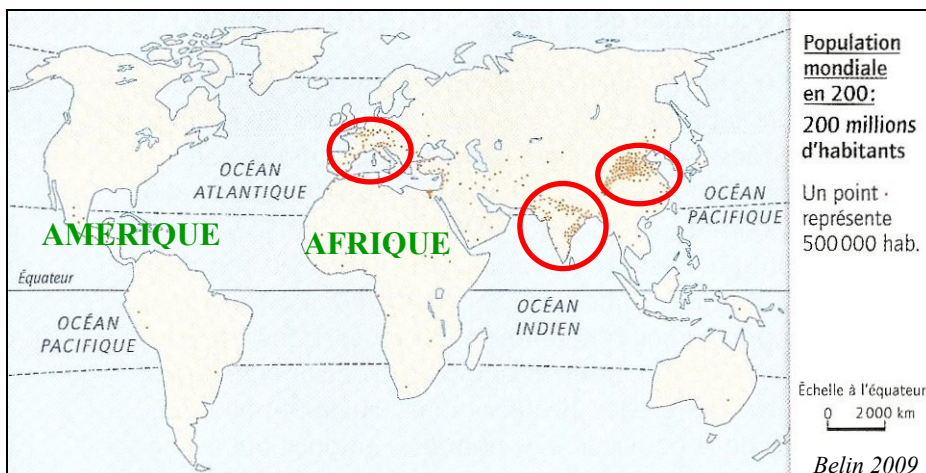 OCÉAN
ATLANTIQUE
OCÉAN
PACIFIQUE
AMÉRIQUE
AFRIQUE
Équateur
OCÉAN
PACIFIQUE
OCÉAN
INDIEN
Population
mondiale
en 200 :
200 millions
d'habitants
Un point ·
représente
500 000 hab.
Échelle à l'équateur
0 2 000 km
Belin 2009